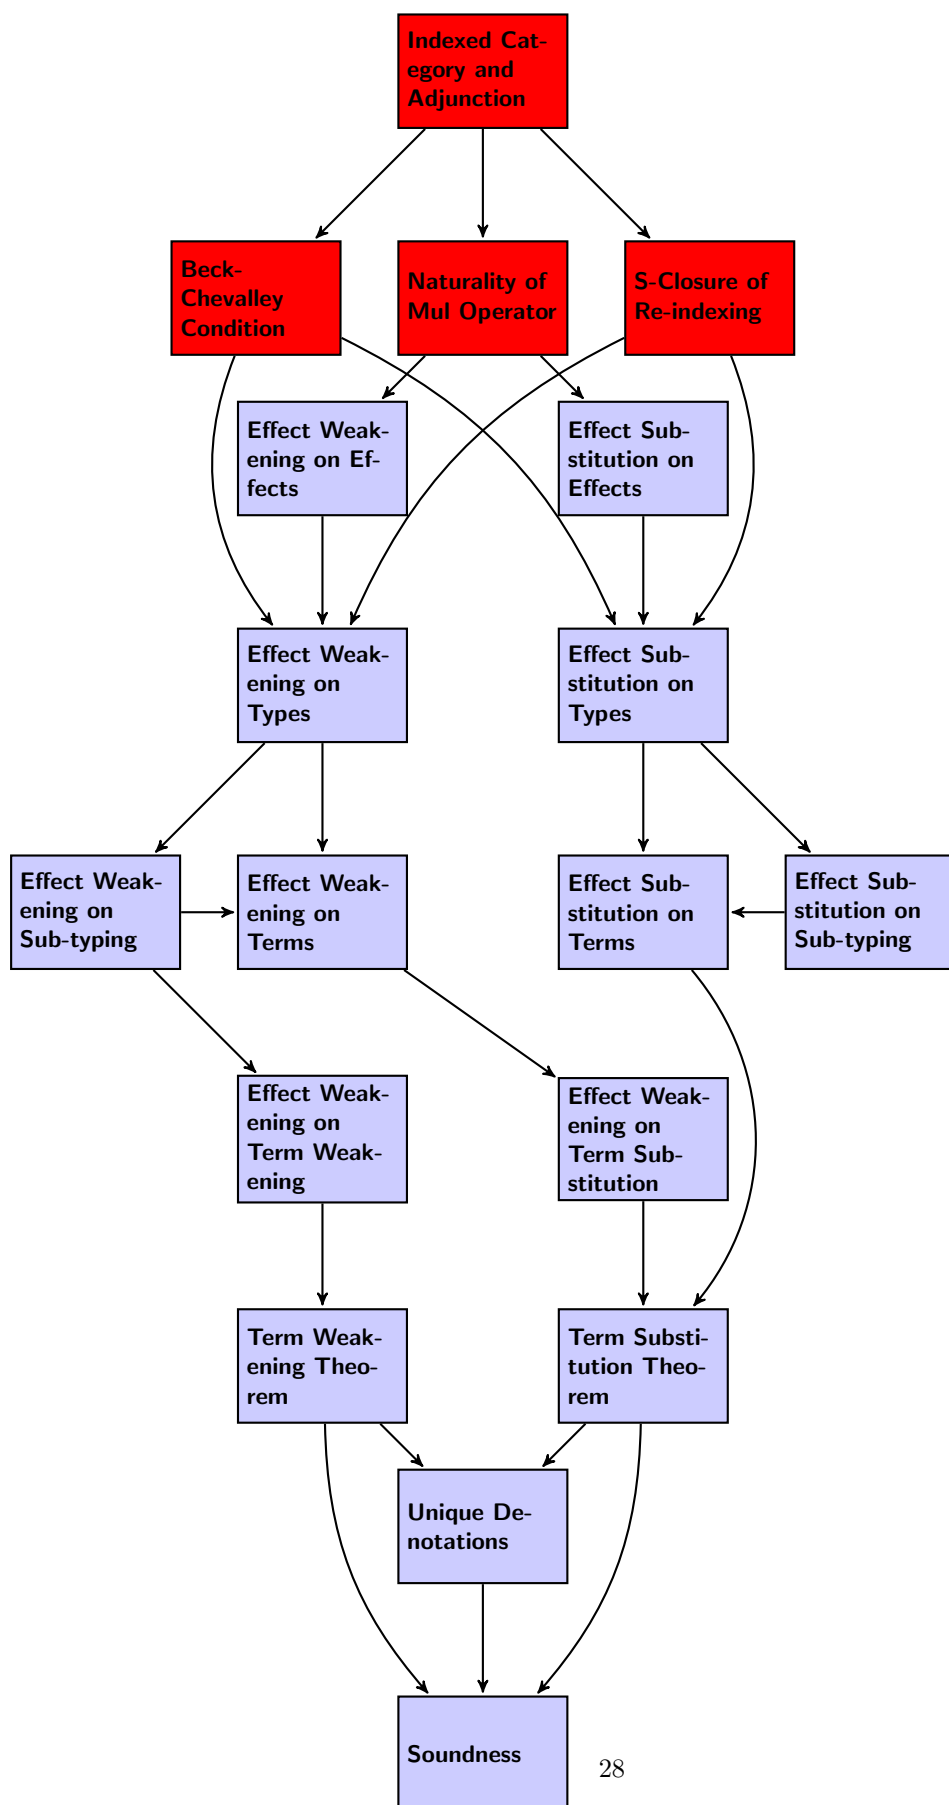 Indexed Cat-
egory and
Adjunction
Beck-
Chevalley
Condition
Naturality of
Mul Operator
S-Closure of
Re-indexing
Effect Weak-
ening on Ef-
fects
Effect Sub-
stitution on
Effects
Effect Weak-
ening on
Types
Effect Sub-
stitution on
Types
Effect Weak-
ening on
Sub-typing
Effect Weak-
ening on
Terms
Effect Sub-
stitution on
Terms
Effect Sub-
stitution on
Sub-typing
Effect Weak-
ening on
Term Weak-
ening
Effect Weak-
ening on
Term Sub-
stitution
Term Weak-
ening Theo-
rem
Term Substi-
tution Theo-
rem
Unique De-
notations
Soundness
28